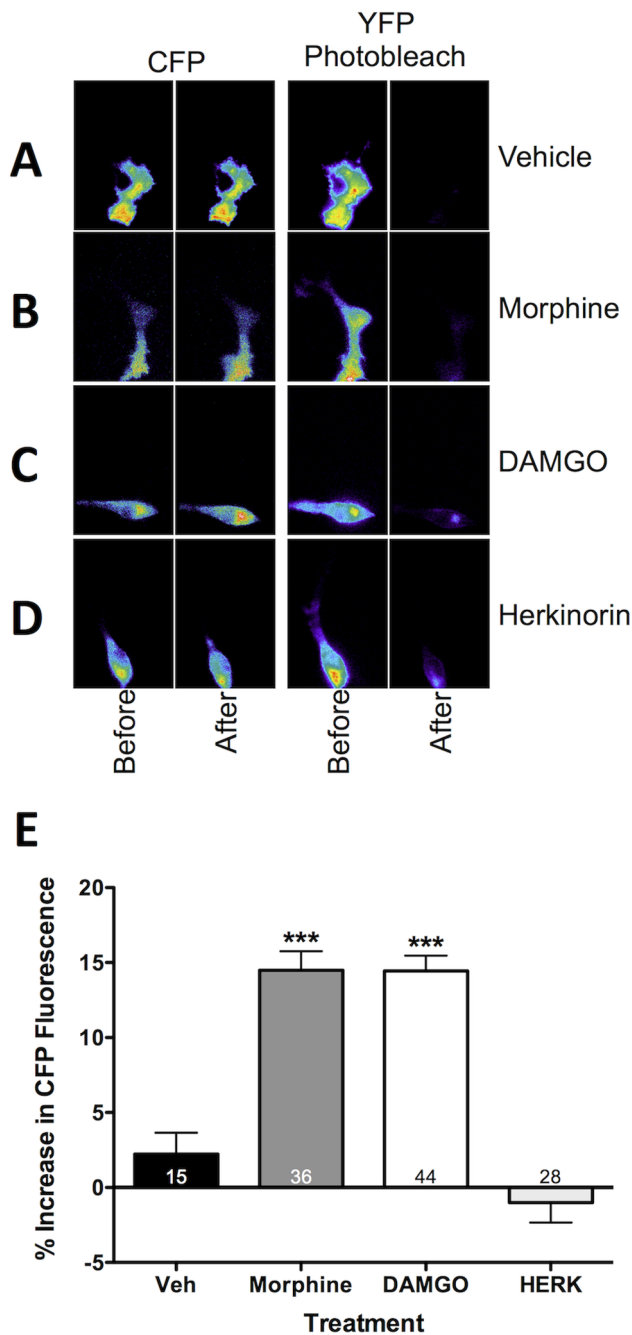 YFP
CFP Photobleach
A Vehicle
B Morphine
C DAMGO
D Herkinorin
Before After Before After
E
% Increase in CFP Fluorescence
20
*** ***
15
10
5
15 36 44 28
0
-5
Veh Morphine DAMGO HERK
Treatment